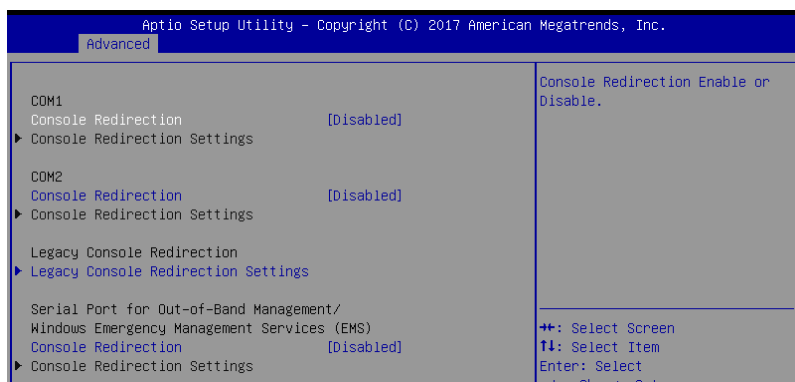 Aptio Setup Utility – Copyright (C) 2017 American Megatrends, Inc.
Advanced
COM1
Console Redirection [Disabled]
Console Redirection Settings
COM2
Console Redirection [Disabled]
Console Redirection Settings
Legacy Console Redirection
Legacy Console Redirection Settings
Serial Port for Out-of-Band Management/
Windows Emergency Management Services (EMS)
Console Redirection [Disabled]
Console Redirection Settings
Console Redirection Enable or
Disable.
→←: Select Screen
↑↓: Select Item
Enter: Select